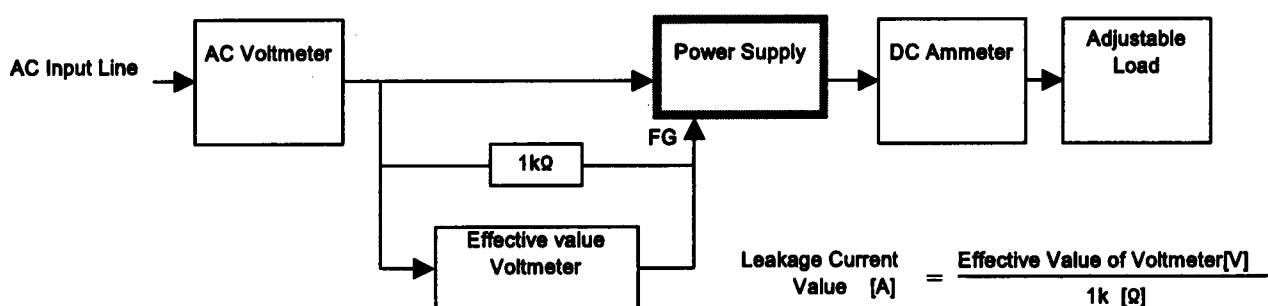 AC Input Line
AC Voltmeter
Power Supply
DC Ammeter
Adjustable
Load
FG
1kΩ
Effective value
Voltmeter
Leakage Current
Value [A]
=
Effective Value of Voltmeter[V]
1k [Ω]